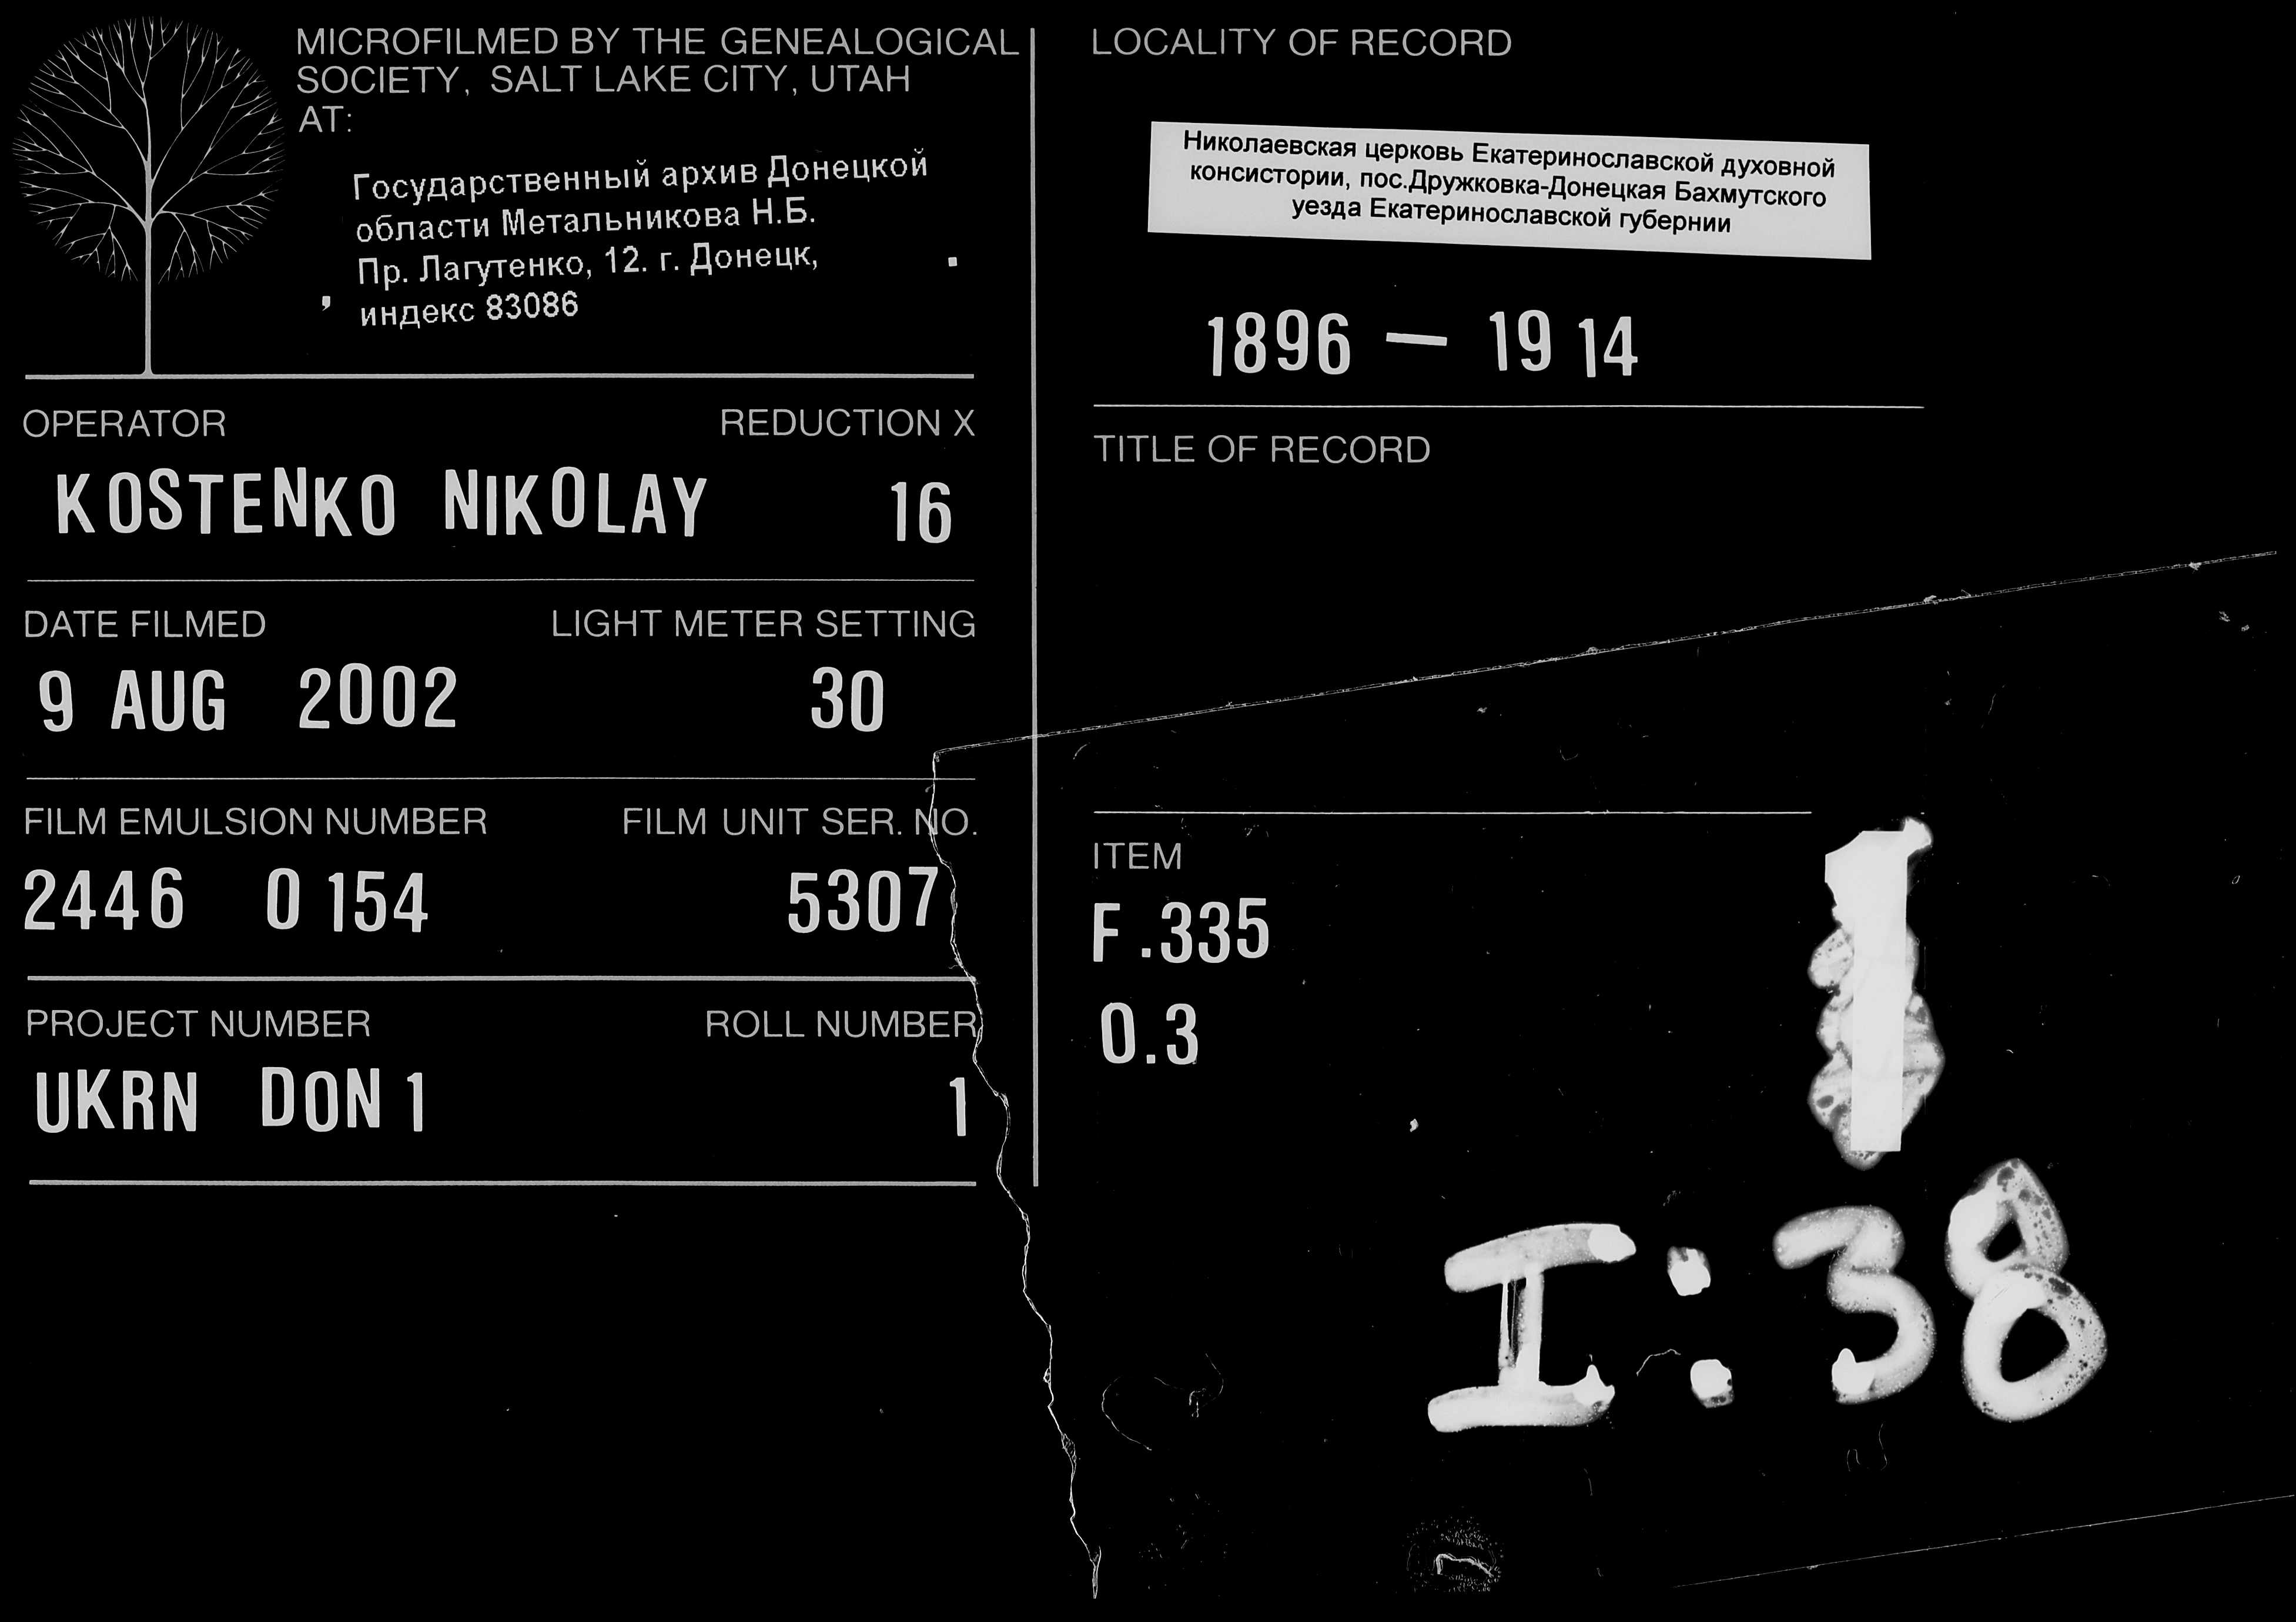 MICROFILMED BY THE GENEALOGICAL
SOCIETY, SALT LAKE CITY, UTAH
AT:
Государственный архив Донецкой
области Метальникова Н.Б.
Пр. Лагутенко, 12. г. Донецк,
индекс 83086
OPERATOR REDUCTION X
KOSTENKO NIKOLAY 16
DATE FILMED LIGHT METER SETTING
9 AUG 2002 30
FILM EMULSION NUMBER FILM UNIT SER. NO.
2446 0154 5307
PROJECT NUMBER ROLL NUMBER
UKRN DON 1 1
LOCALITY OF RECORD
Николаевская церковь Екатеринославской духовной
консистории, пос.Дружковка-Донецкая Бахмутского
уезда Екатеринославской губернии
1896 — 1914
TITLE OF RECORD
ITEM
F.335
0.3
1
I:38